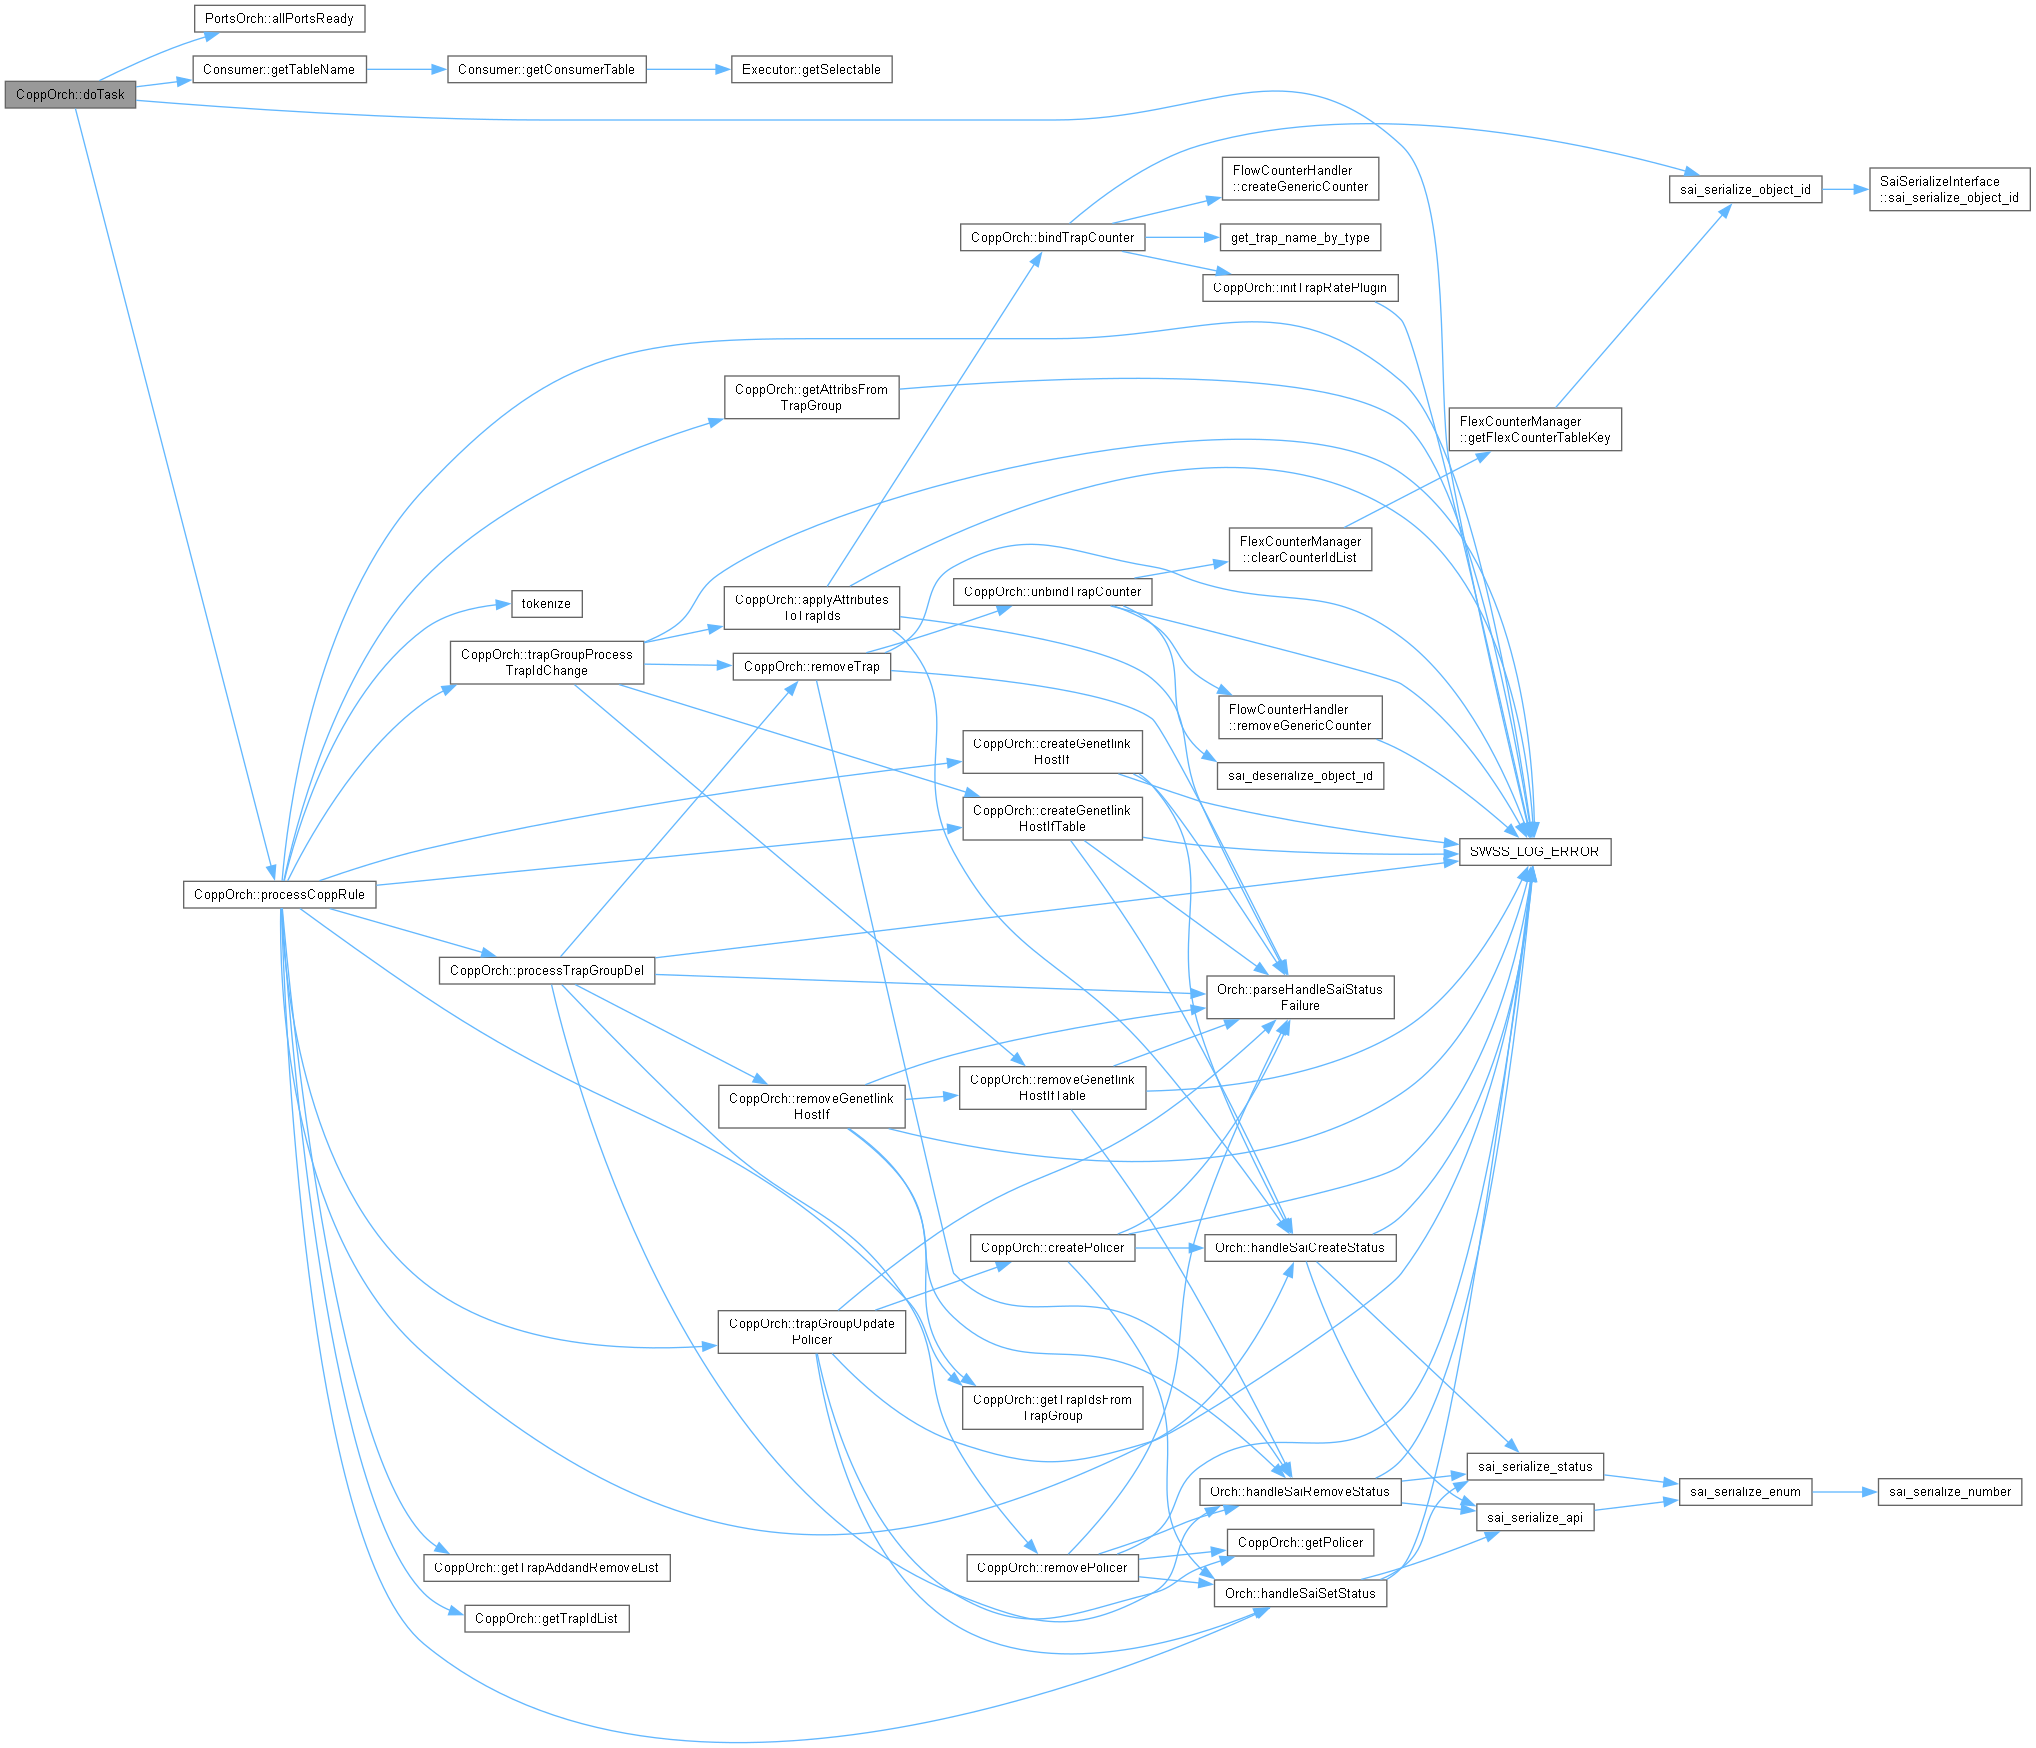 PortsOrch::allPortsReady
Consumer::getTableName
Consumer::getConsumerTable
Executor::getSelectable
CoppOrch::doTask
FlowCounterHandler
::createGenericCounter
sai_serialize_object_id
SaiSerializeInterface
::sai_serialize_object_id
CoppOrch::bindTrapCounter
get_trap_name_by_type
CoppOrch::initTrapRatePlugin
CoppOrch::getAttribsFrom
TrapGroup
FlexCounterManager
::getFlexCounterTableKey
FlexCounterManager
::clearCounterIdList
tokenize
CoppOrch::applyAttributes
ToTrapIds
CoppOrch::unbindTrapCounter
CoppOrch::trapGroupProcess
TrapIdChange
CoppOrch::removeTrap
FlowCounterHandler
::removeGenericCounter
CoppOrch::createGenetlink
HostIf
sai_deserialize_object_id
CoppOrch::createGenetlink
HostIfTable
SWSS_LOG_ERROR
CoppOrch::processCoppRule
CoppOrch::processTrapGroupDel
Orch::parseHandleSaiStatus
Failure
CoppOrch::removeGenetlink
HostIf
CoppOrch::removeGenetlink
HostIfTable
CoppOrch::createPolicer
Orch::handleSaiCreateStatus
CoppOrch::trapGroupUpdate
Policer
CoppOrch::getTrapIdsFrom
TrapGroup
sai_serialize_status
Orch::handleSaiRemoveStatus
sai_serialize_enum
sai_serialize_number
sai_serialize_api
CoppOrch::getPolicer
CoppOrch::getTrapAddandRemoveList
CoppOrch::removePolicer
Orch::handleSaiSetStatus
CoppOrch::getTrapIdList